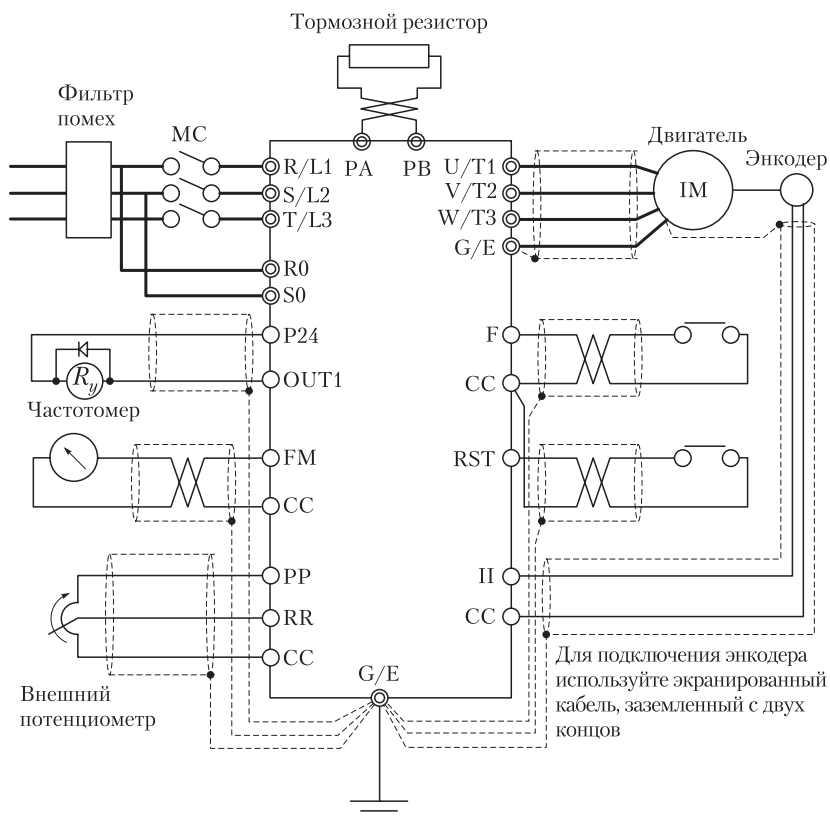 Тормозной резистор
Фильтр
помех
МС
Двигатель
Энкодер
R/L1
PA
PB
U/T1
IM
S/L2
V/T2
T/L3
W/T3
G/E
R0
S0
P24
F
OUT1
CC
Ry
Частотомер
FM
RST
CC
PP
II
RR
CC
CC
G/E
Внешний
потенциометр
Для подключения энкодера
используйте экранированный
кабель, заземленный с двух
концов